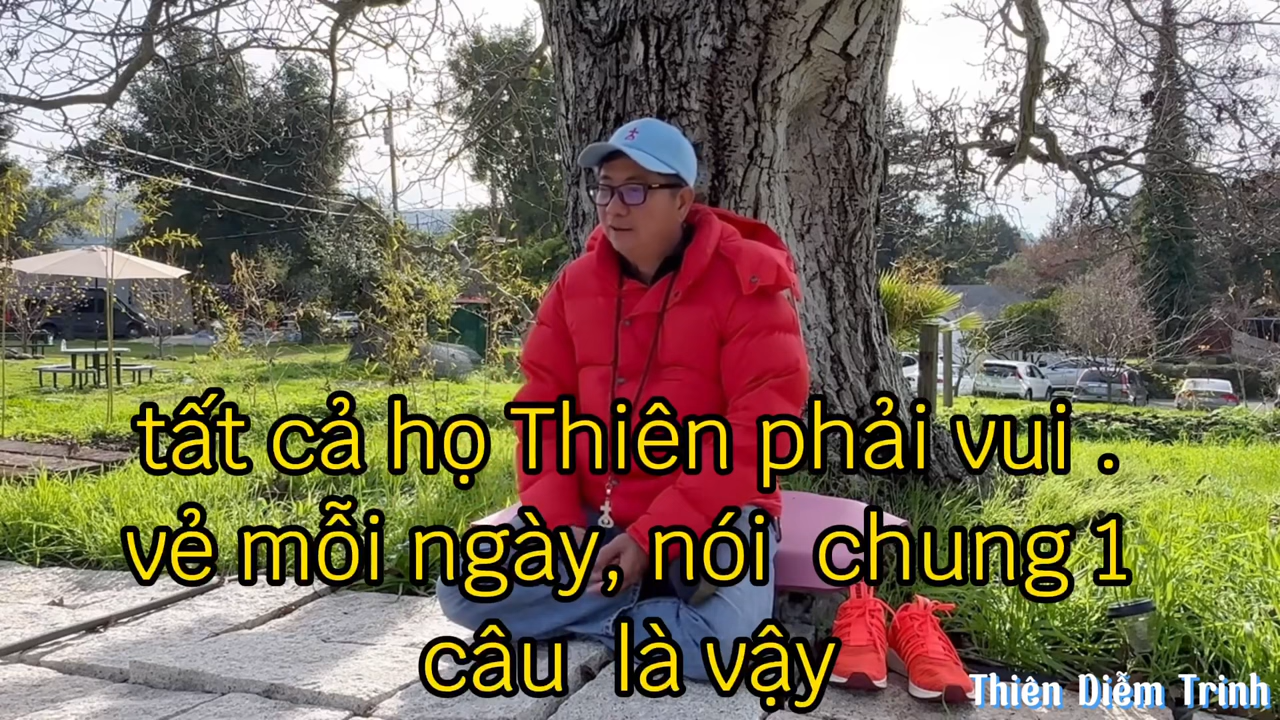 tất cả họ Thiên phải vui .
vẻ mỗi ngày, nói chung 1
câu là vậy
Thiên Diễm Trinh